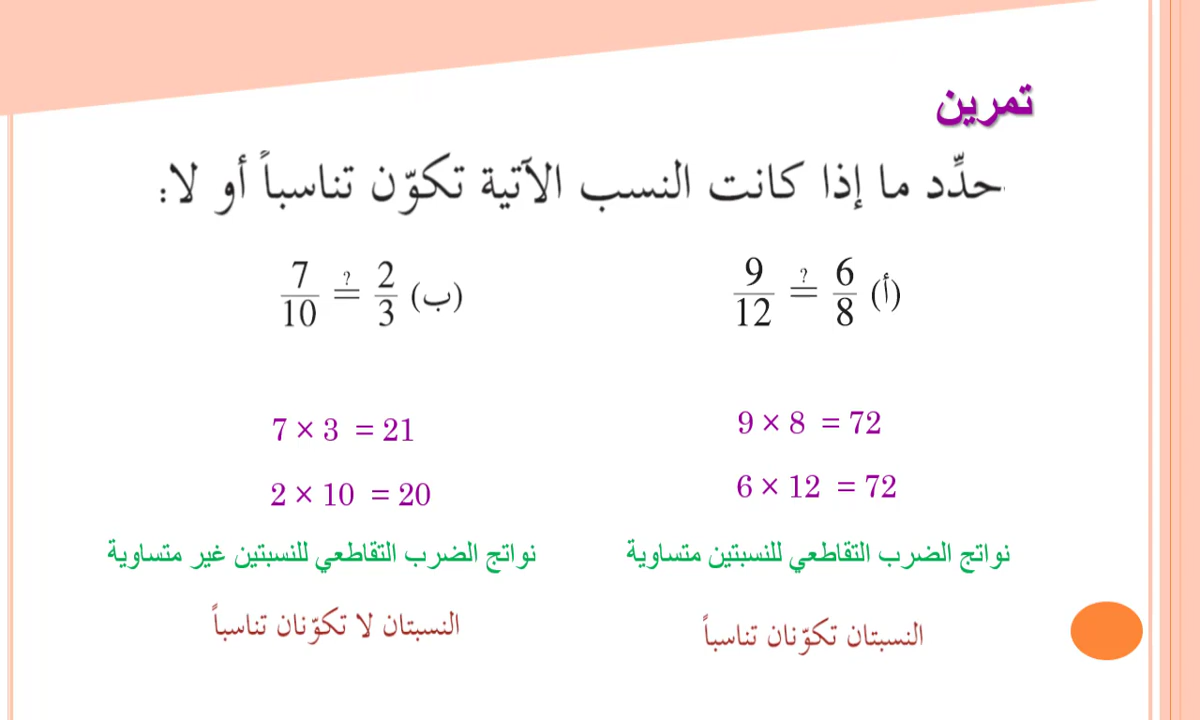 تمرين
حدِّد ما إذا كانت النسب الآتية تكوّن تناسباً أو لا:
(أ) 6/8 =? 9/12
(ب) 2/3 =? 7/10
9 × 8 = 72
6 × 12 = 72
نواتج الضرب التقاطعي للنسبتين متساوية
النسبتان تكوّنان تناسباً
7 × 3 = 21
2 × 10 = 20
نواتج الضرب التقاطعي للنسبتين غير متساوية
النسبتان لا تكوّنان تناسباً